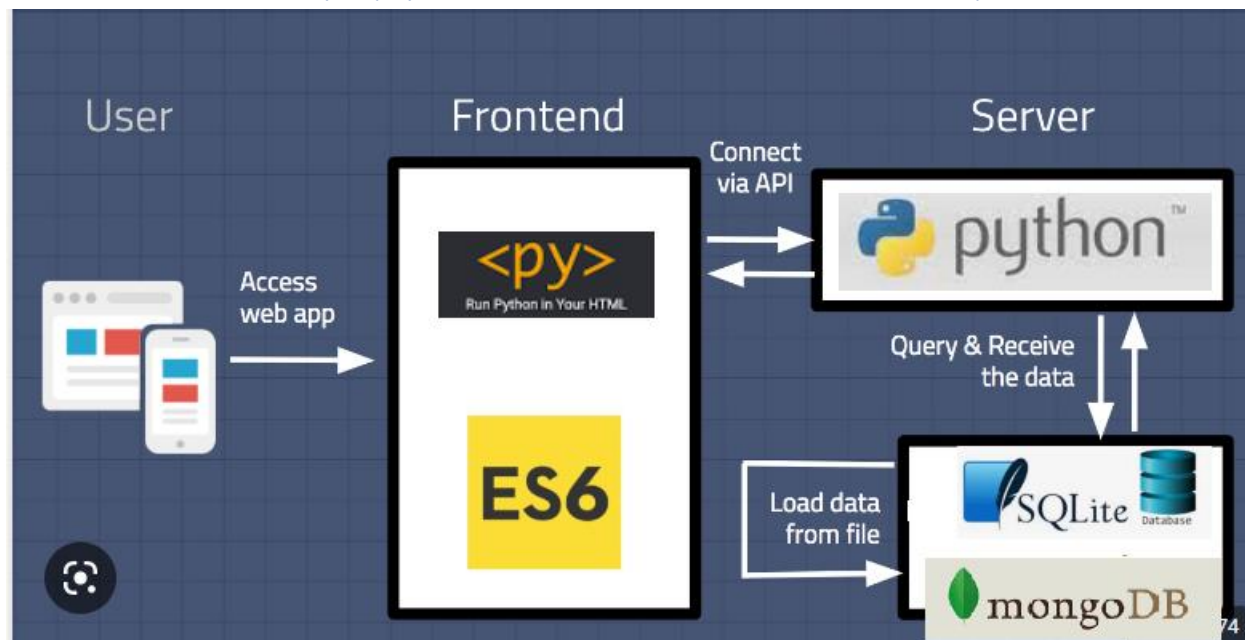 User
Frontend
Server
Connect
via API
python™
<py>
Run Python in Your HTML
Access
web app
Query & Receive
the data
ES6
Load data
from file
SQLite
Database
mongoDB
74